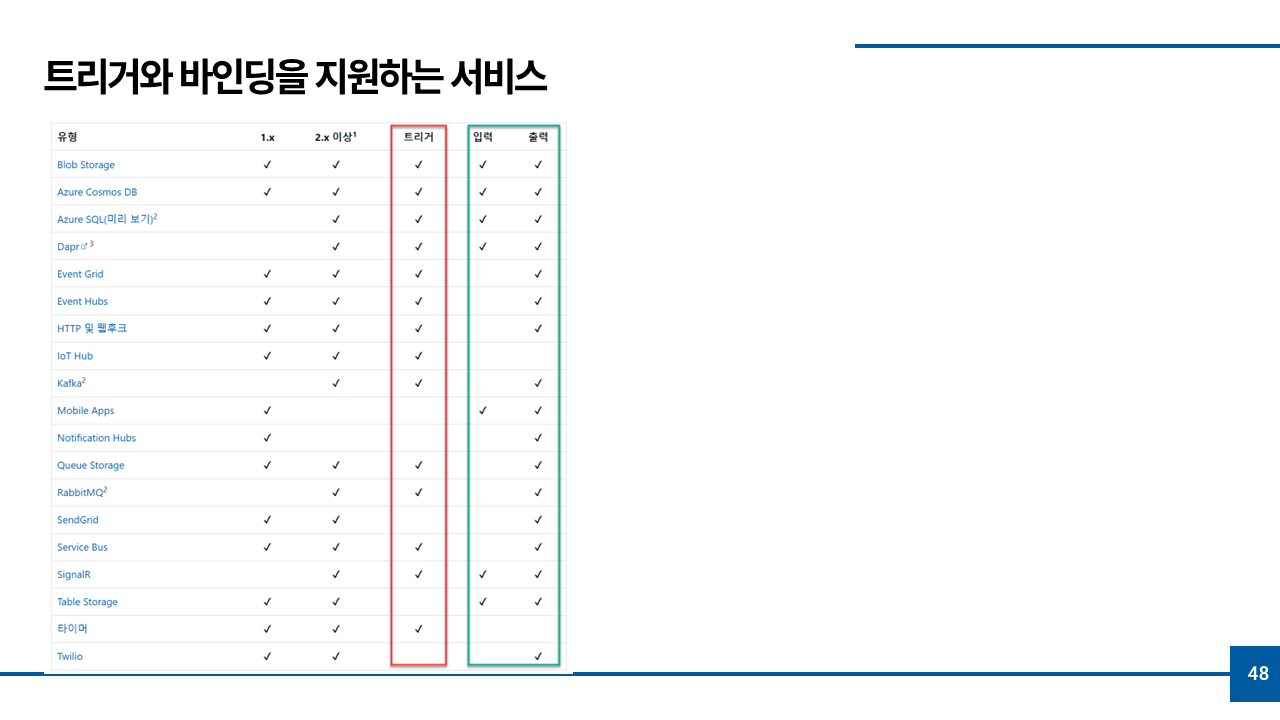 트리거와 바인딩을 지원하는 서비스
유형 1.x 2.x 이상1 트리거 입력 출력
Blob Storage ✓ ✓ ✓ ✓ ✓
Azure Cosmos DB ✓ ✓ ✓ ✓ ✓
Azure SQL(미리 보기)2 ✓ ✓ ✓ ✓
Dapr 3 ✓ ✓ ✓ ✓
Event Grid ✓ ✓ ✓ ✓
Event Hubs ✓ ✓ ✓ ✓
HTTP 및 웹후크 ✓ ✓ ✓ ✓
IoT Hub ✓ ✓ ✓
Kafka2 ✓ ✓ ✓
Mobile Apps ✓ ✓ ✓
Notification Hubs ✓ ✓
Queue Storage ✓ ✓ ✓ ✓
RabbitMQ2 ✓ ✓ ✓
SendGrid ✓ ✓ ✓
Service Bus ✓ ✓ ✓ ✓
SignalR ✓ ✓ ✓ ✓
Table Storage ✓ ✓ ✓ ✓
타이머 ✓ ✓ ✓
Twilio ✓ ✓ ✓
48